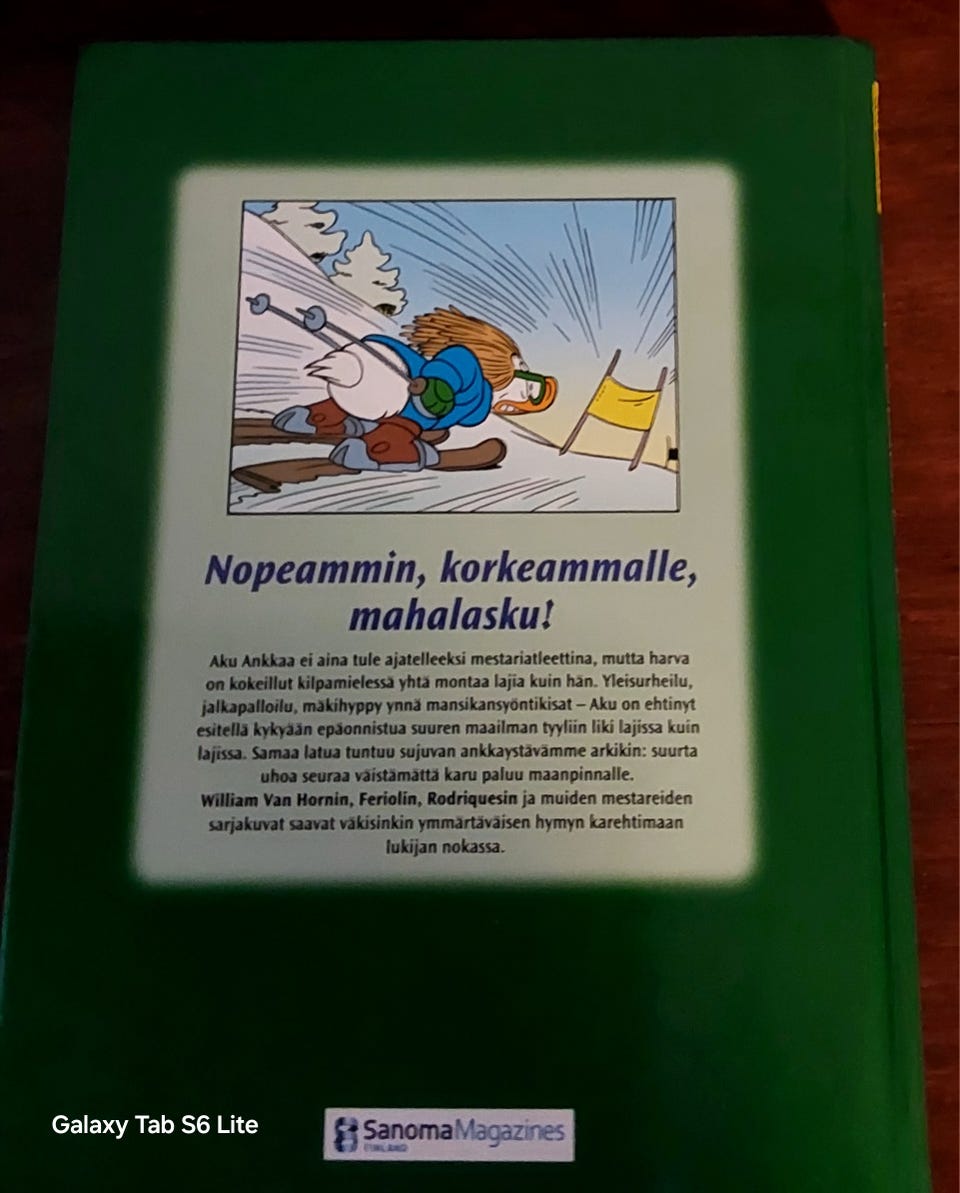 Nopeammin, korkeammalle,
mahalasku!
Aku Ankkaa ei aina tule ajatelleeksi mestariatleettina, mutta harva
on kokeillut kilpamielessä yhtä montaa lajia kuin hän. Yleisurheilu,
jalkapalloilu, mäkihyppy ynnä mansikansyöntikisat – Aku on ehtinyt
esitellä kykyään epäonnistua suuren maailman tyyliin liki lajissa kuin
lajissa. Samaa latua tuntuu sujuvan ankkaystävämme arkikin: suurta
uhoa seuraa väistämättä karu paluu maanpinnalle.
William Van Hornin, Feriolin, Rodriquesin ja muiden mestareiden
sarjakuvat saavat väkisinkin ymmärtäväisen hymyn karehtimaan
lukijan nokassa.
Galaxy Tab S6 Lite
SanomaMagazines
FINLAND